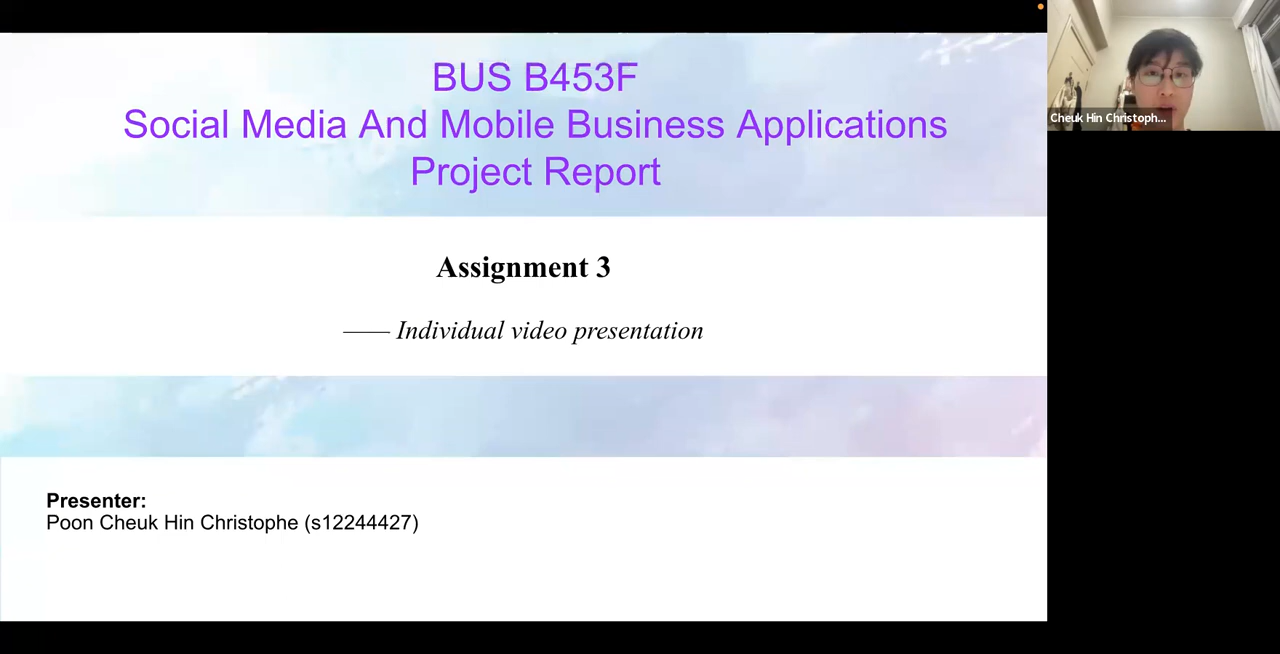 BUS B453F
Social Media And Mobile Business Applications
Project Report
Cheuk Hin Christoph...
Assignment 3
—— Individual video presentation
Presenter:
Poon Cheuk Hin Christophe (s12244427)